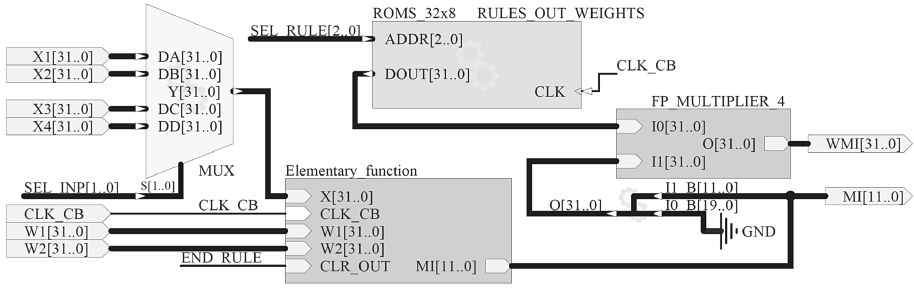 ROMS_32x8 RULES_OUT_WEIGHTS
SEL_RULE[2..0]
ADDR[2..0]
X1[31..0]
DA[31..0]
X2[31..0]
DB[31..0]
DOUT[31..0]
CLK_CB
Y[31..0]
CLK
X3[31..0]
DC[31..0]
FP_MULTIPLIER_4
X4[31..0]
DD[31..0]
I0[31..0]
O[31..0]
WMI[31..0]
I1[31..0]
MUX
Elementary_function
SEL_INP[1..0]
S[1..0]
I1_B[11..0]
X[31..0]
MI[11..0]
CLK_CB
CLK_CB
CLK_CB
O[31..0]
I0_B[19..0]
W1[31..0]
W1[31..0]
GND
W2[31..0]
W2[31..0]
END_RULE
CLR_OUT
MI[11..0]